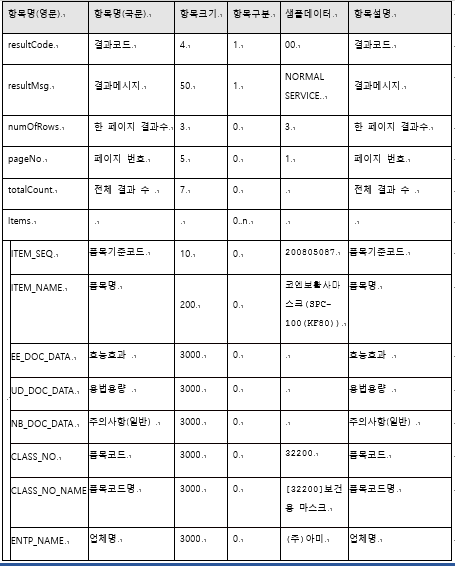 항목명(영문) 항목명(국문) 항목크기 항목구분 샘플데이터 항목설명
resultCode 결과코드 4 1 00 결과코드
resultMsg 결과메시지 50 1 NORMAL SERVICE. 결과메시지
numOfRows 한 페이지 결과수 3 0 3 한 페이지 결과수
pageNo 페이지 번호 5 0 1 페이지 번호
totalCount 전체 결과 수 7 0 전체 결과 수
Items 0..n
ITEM_SEQ 품목기준코드 10 0 200805087 품목기준코드
ITEM_NAME 품목명 200 0 코엔보황사마스크(SPC-100(KF80)) 품목명
EE_DOC_DATA 효능효과 3000 0 효능효과
UD_DOC_DATA 용법용량 3000 0 용법용량
NB_DOC_DATA 주의사항(일반) 3000 0 주의사항(일반)
CLASS_NO 품목코드 3000 0 32200 품목코드
CLASS_NO_NAME 품목코드명 3000 0 [32200]보건용 마스크 품목코드명
ENTP_NAME 업체명 3000 0 (주)아미 업체명